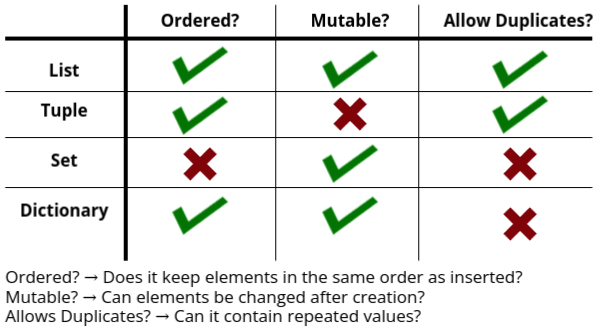 Ordered? Mutable? Allow Duplicates?
List
Tuple
Set
Dictionary
Ordered? → Does it keep elements in the same order as inserted?
Mutable? → Can elements be changed after creation?
Allows Duplicates? → Can it contain repeated values?